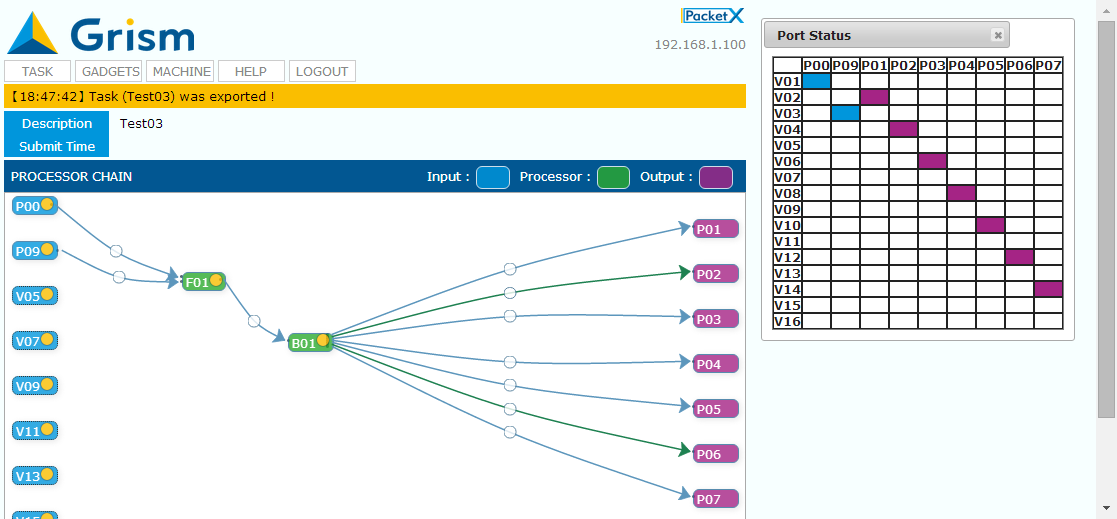 Grism
PacketX
192.168.1.100
TASK GADGETS MACHINE HELP LOGOUT
【18:47:42】Task (Test03) was exported !
Description Test03
Submit Time
PROCESSOR CHAIN Input : Processor : Output :
P00
P09
V05
V07
V09
V11
V13
F01
B01
P01
P02
P03
P04
P05
P06
P07
Port Status
P00 P09 P01 P02 P03 P04 P05 P06 P07
V01
V02
V03
V04
V05
V06
V07
V08
V09
V10
V11
V12
V13
V14
V15
V16